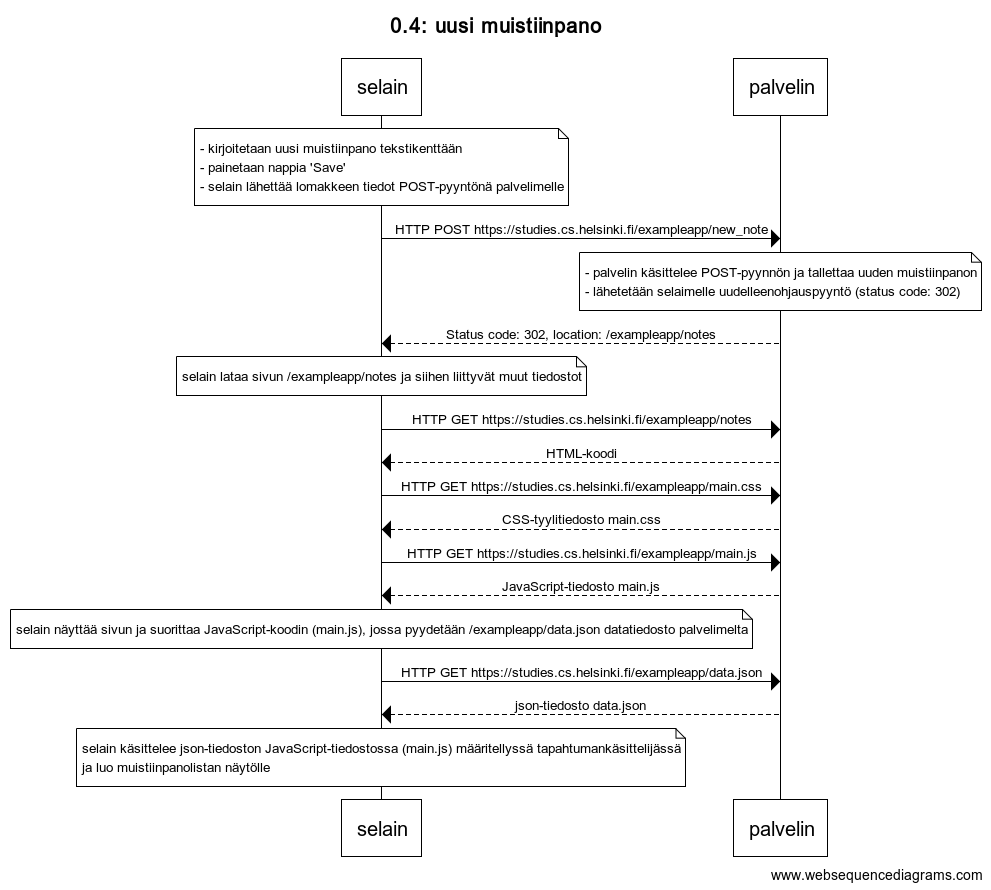 0.4: uusi muistiinpano
selain
palvelin
- kirjoitetaan uusi muistiinpano tekstikenttään
- painetaan nappia 'Save'
- selain lähettää lomakkeen tiedot POST-pyyntönä palvelimelle
HTTP POST https://studies.cs.helsinki.fi/exampleapp/new_note
- palvelin käsittelee POST-pyynnön ja tallettaa uuden muistiinpanon
- lähetetään selaimelle uudelleenohjauspyyntö (status code: 302)
Status code: 302, location: /exampleapp/notes
selain lataa sivun /exampleapp/notes ja siihen liittyvät muut tiedostot
HTTP GET https://studies.cs.helsinki.fi/exampleapp/notes
HTML-koodi
HTTP GET https://studies.cs.helsinki.fi/exampleapp/main.css
CSS-tyylitiedosto main.css
HTTP GET https://studies.cs.helsinki.fi/exampleapp/main.js
JavaScript-tiedosto main.js
selain näyttää sivun ja suorittaa JavaScript-koodin (main.js), jossa pyydetään /exampleapp/data.json datatiedosto palvelimelta
HTTP GET https://studies.cs.helsinki.fi/exampleapp/data.json
json-tiedosto data.json
selain käsittelee json-tiedoston JavaScript-tiedostossa (main.js) määritellyssä tapahtumankäsittelijässä
ja luo muistiinpanolistan näytölle
selain
palvelin
www.websequencediagrams.com